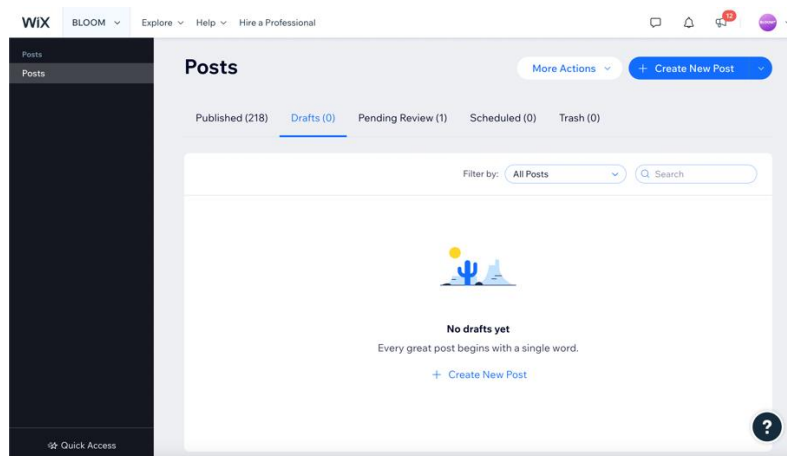 WiX BLOOM Explore Help Hire a Professional 12
Posts
Posts
Posts
More Actions + Create New Post
Published (218) Drafts (0) Pending Review (1) Scheduled (0) Trash (0)
Filter by: All Posts Search
No drafts yet
Every great post begins with a single word.
+ Create New Post
?
Quick Access